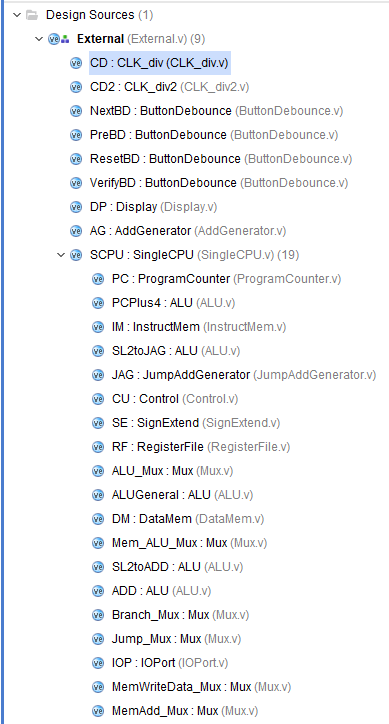 Design Sources (1)
External (External.v) (9)
CD : CLK_div (CLK_div.v)
CD2 : CLK_div2 (CLK_div2.v)
NextBD : ButtonDebounce (ButtonDebounce.v)
PreBD : ButtonDebounce (ButtonDebounce.v)
ResetBD : ButtonDebounce (ButtonDebounce.v)
VerifyBD : ButtonDebounce (ButtonDebounce.v)
DP : Display (Display.v)
AG : AddGenerator (AddGenerator.v)
SCPU : SingleCPU (SingleCPU.v) (19)
PC : ProgramCounter (ProgramCounter.v)
PCPlus4 : ALU (ALU.v)
IM : InstructMem (InstructMem.v)
SL2toJAG : ALU (ALU.v)
JAG : JumpAddGenerator (JumpAddGenerator.v)
CU : Control (Control.v)
SE : SignExtend (SignExtend.v)
RF : RegisterFile (RegisterFile.v)
ALU_Mux : Mux (Mux.v)
ALUGeneral : ALU (ALU.v)
DM : DataMem (DataMem.v)
Mem_ALU_Mux : Mux (Mux.v)
SL2toADD : ALU (ALU.v)
ADD : ALU (ALU.v)
Branch_Mux : Mux (Mux.v)
Jump_Mux : Mux (Mux.v)
IOP : IOPort (IOPort.v)
MemWriteData_Mux : Mux (Mux.v)
MemAdd_Mux : Mux (Mux.v)